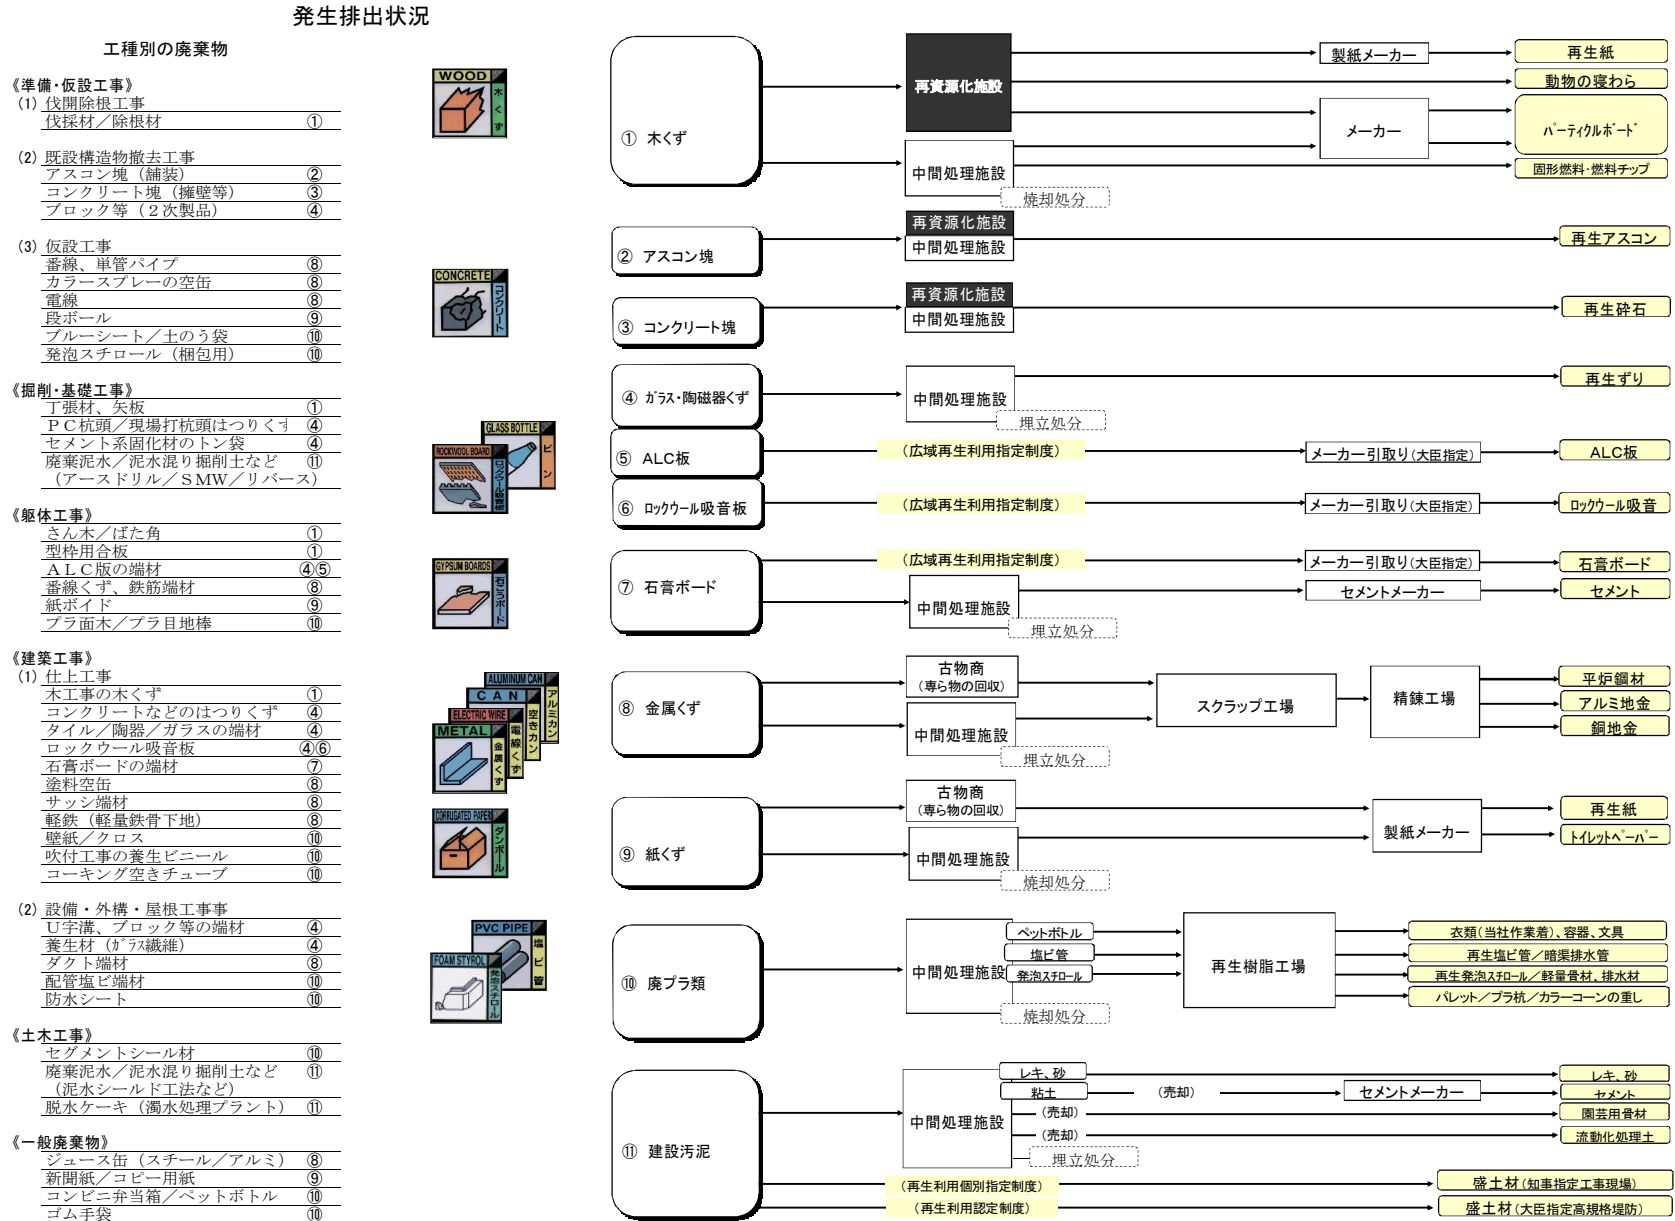 発生排出状況
工種別の廃棄物
《準備・仮設工事》
(1) 伐開除根工事
伐採材／除根材 ①
(2) 既設構造物撤去工事
アスコン塊（舗装） ②
コンクリート塊（擁壁等） ③
ブロック等（２次製品） ④
(3) 仮設工事
番線、単管パイプ ⑧
カラースプレーの空缶 ⑧
電線 ⑧
段ボール ⑨
ブルーシート／土のう袋 ⑩
発泡スチロール（梱包用） ⑩
《掘削・基礎工事》
丁張材、矢板 ①
ＰＣ杭頭／現場打杭頭はつりくず ④
セメント系固化材のトン袋 ④
廃棄泥水／泥水混り掘削土など ⑪
（アースドリル／ＳＭＷ／リバース）
《躯体工事》
さん木／ばた角 ①
型枠用合板 ①
ＡＬＣ版の端材 ④⑤
番線くず、鉄筋端材 ⑧
紙ボイド ⑨
プラ面木／プラ目地棒 ⑩
《建築工事》
(1) 仕上工事
木工事の木くず ①
コンクリートなどのはつりくず ④
タイル／陶器／ガラスの端材 ④
ロックウール吸音板 ④⑥
石膏ボードの端材 ⑦
塗料空缶 ⑧
サッシ端材 ⑧
軽鉄（軽量鉄骨下地） ⑧
壁紙／クロス ⑩
吹付工事の養生ビニール ⑩
コーキング空きチューブ ⑩
(2) 設備・外構・屋根工事事
Ｕ字溝、ブロック等の端材 ④
養生材（ｶﾞﾗｽ繊維） ④
ダクト端材 ⑧
配管塩ビ端材 ⑩
防水シート ⑩
《土木工事》
セグメントシール材 ⑩
廃棄泥水／泥水混り掘削土など ⑪
（泥水シールド工法など）
脱水ケーキ（濁水処理プラント） ⑪
《一般廃棄物》
ジュース缶（スチール／アルミ） ⑧
新聞紙／コピー用紙 ⑨
コンビニ弁当箱／ペットボトル ⑩
ゴム手袋 ⑩
WOOD
木くず
CONCRETE
コンクリート
GLASS BOTTLE
ビン
ROCKWOOL BOARD
ロックウール吸音板
GYPSUM BOARDS
石こうボード
ALUMINUM CAN
アルミカン
CAN
空きカン
ELECTRIC WIRE
電線くず
METAL
金属くず
CORRUGATED PAPER
ダンボール
PVC PIPE
塩ビ管
FOAM STYROL
発泡スチロール
① 木くず
再資源化施設
中間処理施設
焼却処分
製紙メーカー
メーカー
再生紙
動物の寝わら
ﾊﾟｰﾃｨｸﾙﾎﾞｰﾄﾞ
固形燃料・燃料チップ
② アスコン塊
再資源化施設
中間処理施設
再生アスコン
③ コンクリート塊
再資源化施設
中間処理施設
再生砕石
④ ｶﾞﾗｽ・陶磁器くず
中間処理施設
埋立処分
再生ずり
⑤ ALC板
（広域再生利用指定制度）
メーカー引取り（大臣指定）
ALC板
⑥ ﾛｯｸｳｰﾙ吸音板
（広域再生利用指定制度）
メーカー引取り（大臣指定）
ﾛｯｸｳｰﾙ吸音
⑦ 石膏ボード
（広域再生利用指定制度）
メーカー引取り（大臣指定）
石膏ボード
中間処理施設
埋立処分
セメントメーカー
セメント
⑧ 金属くず
古物商
（専ら物の回収）
中間処理施設
埋立処分
スクラップ工場
精錬工場
平炉鋼材
アルミ地金
銅地金
⑨ 紙くず
古物商
（専ら物の回収）
中間処理施設
焼却処分
製紙メーカー
再生紙
ﾄｲﾚｯﾄﾍﾟｰﾊﾟｰ
⑩ 廃プラ類
中間処理施設
ペットボトル
塩ビ管
発泡ｽﾁﾛｰﾙ
焼却処分
再生樹脂工場
衣類（当社作業着）、容器、文具
再生塩ビ管／暗渠排水管
再生発泡ｽﾁﾛｰﾙ／軽量骨材、排水材
パレット／プラ杭／カラーコーンの重し
⑪ 建設汚泥
中間処理施設
レキ、砂
レキ、砂
粘土
（売却）
セメントメーカー
セメント
（売却）
園芸用骨材
（売却）
流動化処理土
埋立処分
（再生利用個別指定制度）
盛土材（知事指定工事現場）
（再生利用認定制度）
盛土材（大臣指定高規格堤防）